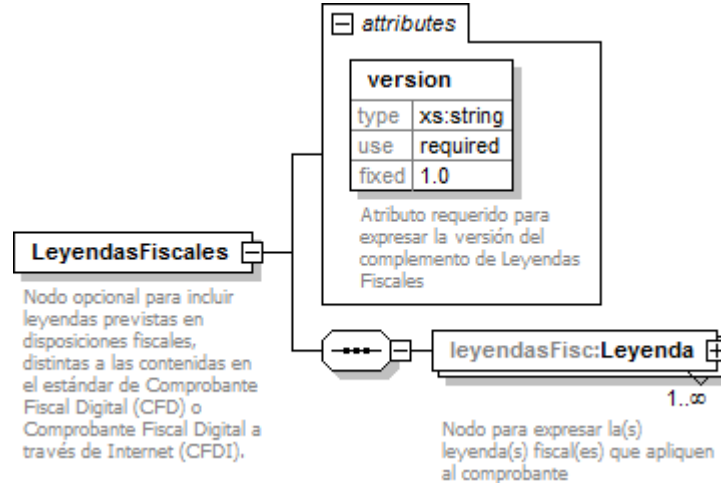 attributes
version
type xs:string
use required
fixed 1.0
Atributo requerido para
expresar la versión del
complemento de Leyendas
Fiscales
LeyendasFiscales
Nodo opcional para incluir
leyendas previstas en
disposiciones fiscales,
distintas a las contenidas en
el estándar de Comprobante
Fiscal Digital (CFD) o
Comprobante Fiscal Digital a
través de Internet (CFDI).
leyendasFisc:Leyenda
1..∞
Nodo para expresar la(s)
leyenda(s) fiscal(es) que apliquen
al comprobante